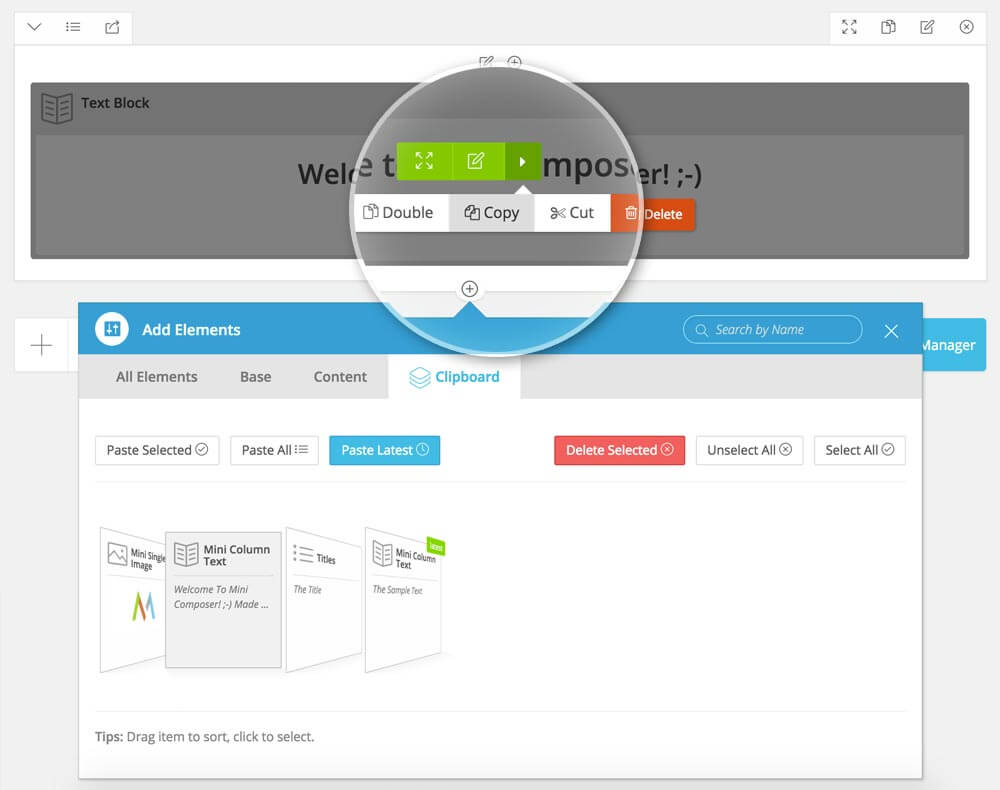 Text Block
Welc e t mpos er! ;-)
Double Copy Cut Delete
Add Elements Search by Name Manager
All Elements Base Content Clipboard
Paste Selected Paste All Paste Latest Delete Selected Unselect All Select All
Mini Single
Image
Mini Column
Text
Welcome To Mini
Composer! ;-) Made ...
Titles
The Title
latest
Mini Column
Text
The Sample Text
Tips: Drag item to sort, click to select.